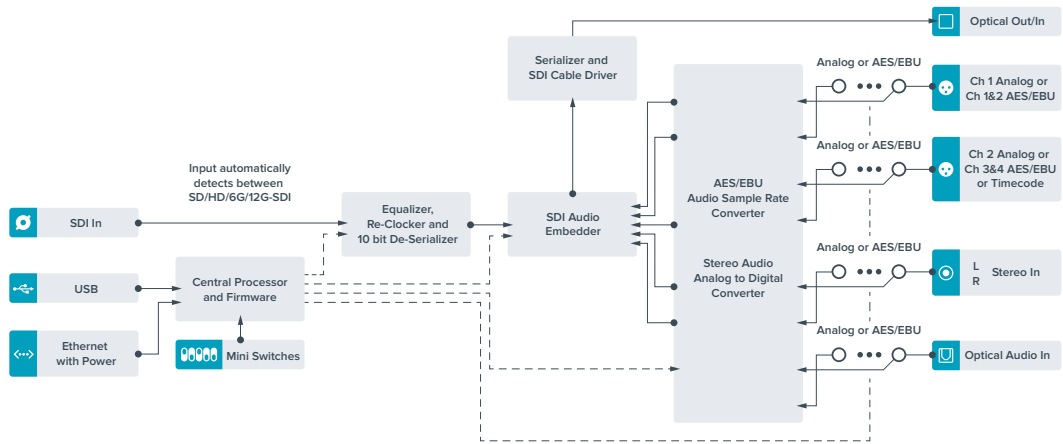 Optical Out/In
Serializer and
SDI Cable Driver
Analog or AES/EBU
Ch 1 Analog or
Ch 1&2 AES/EBU
Analog or AES/EBU
Ch 2 Analog or
Ch 3&4 AES/EBU
or Timecode
Input automatically
detects between
SD/HD/6G/12G-SDI
AES/EBU
Audio Sample Rate
Converter
SDI In
Equalizer,
Re-Clocker and
10 bit De-Serializer
SDI Audio
Embedder
Analog or AES/EBU
Stereo Audio
Analog to Digital
Converter
L
R
Stereo In
USB
Central Processor
and Firmware
Analog or AES/EBU
Ethernet
with Power
Mini Switches
Optical Audio In